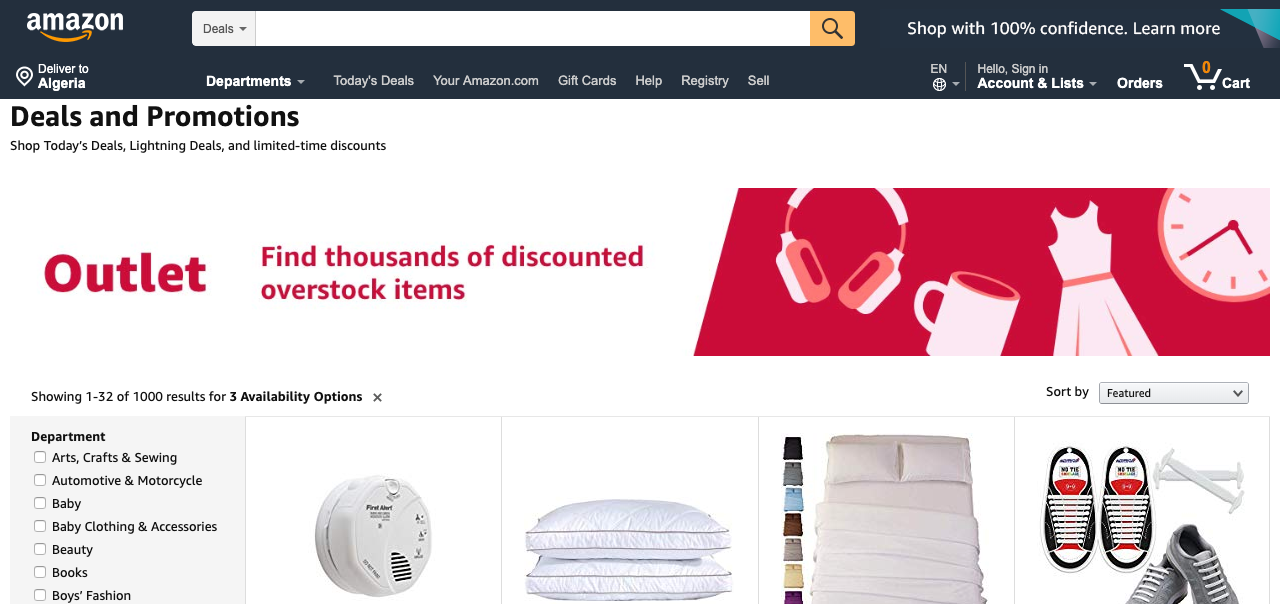 amazon
Deals
Shop with 100% confidence. Learn more
Deliver to
Algeria
Departments
Today's Deals
Your Amazon.com
Gift Cards
Help
Registry
Sell
EN
Hello, Sign in
Account & Lists
Orders
0
Cart
Deals and Promotions
Shop Today's Deals, Lightning Deals, and limited-time discounts
Outlet
Find thousands of discounted
overstock items
Showing 1-32 of 1000 results for 3 Availability Options
Sort by
Featured
Department
Arts, Crafts & Sewing
Automotive & Motorcycle
Baby
Baby Clothing & Accessories
Beauty
Books
Boys' Fashion
First Alert
NO TIE
NO TIE